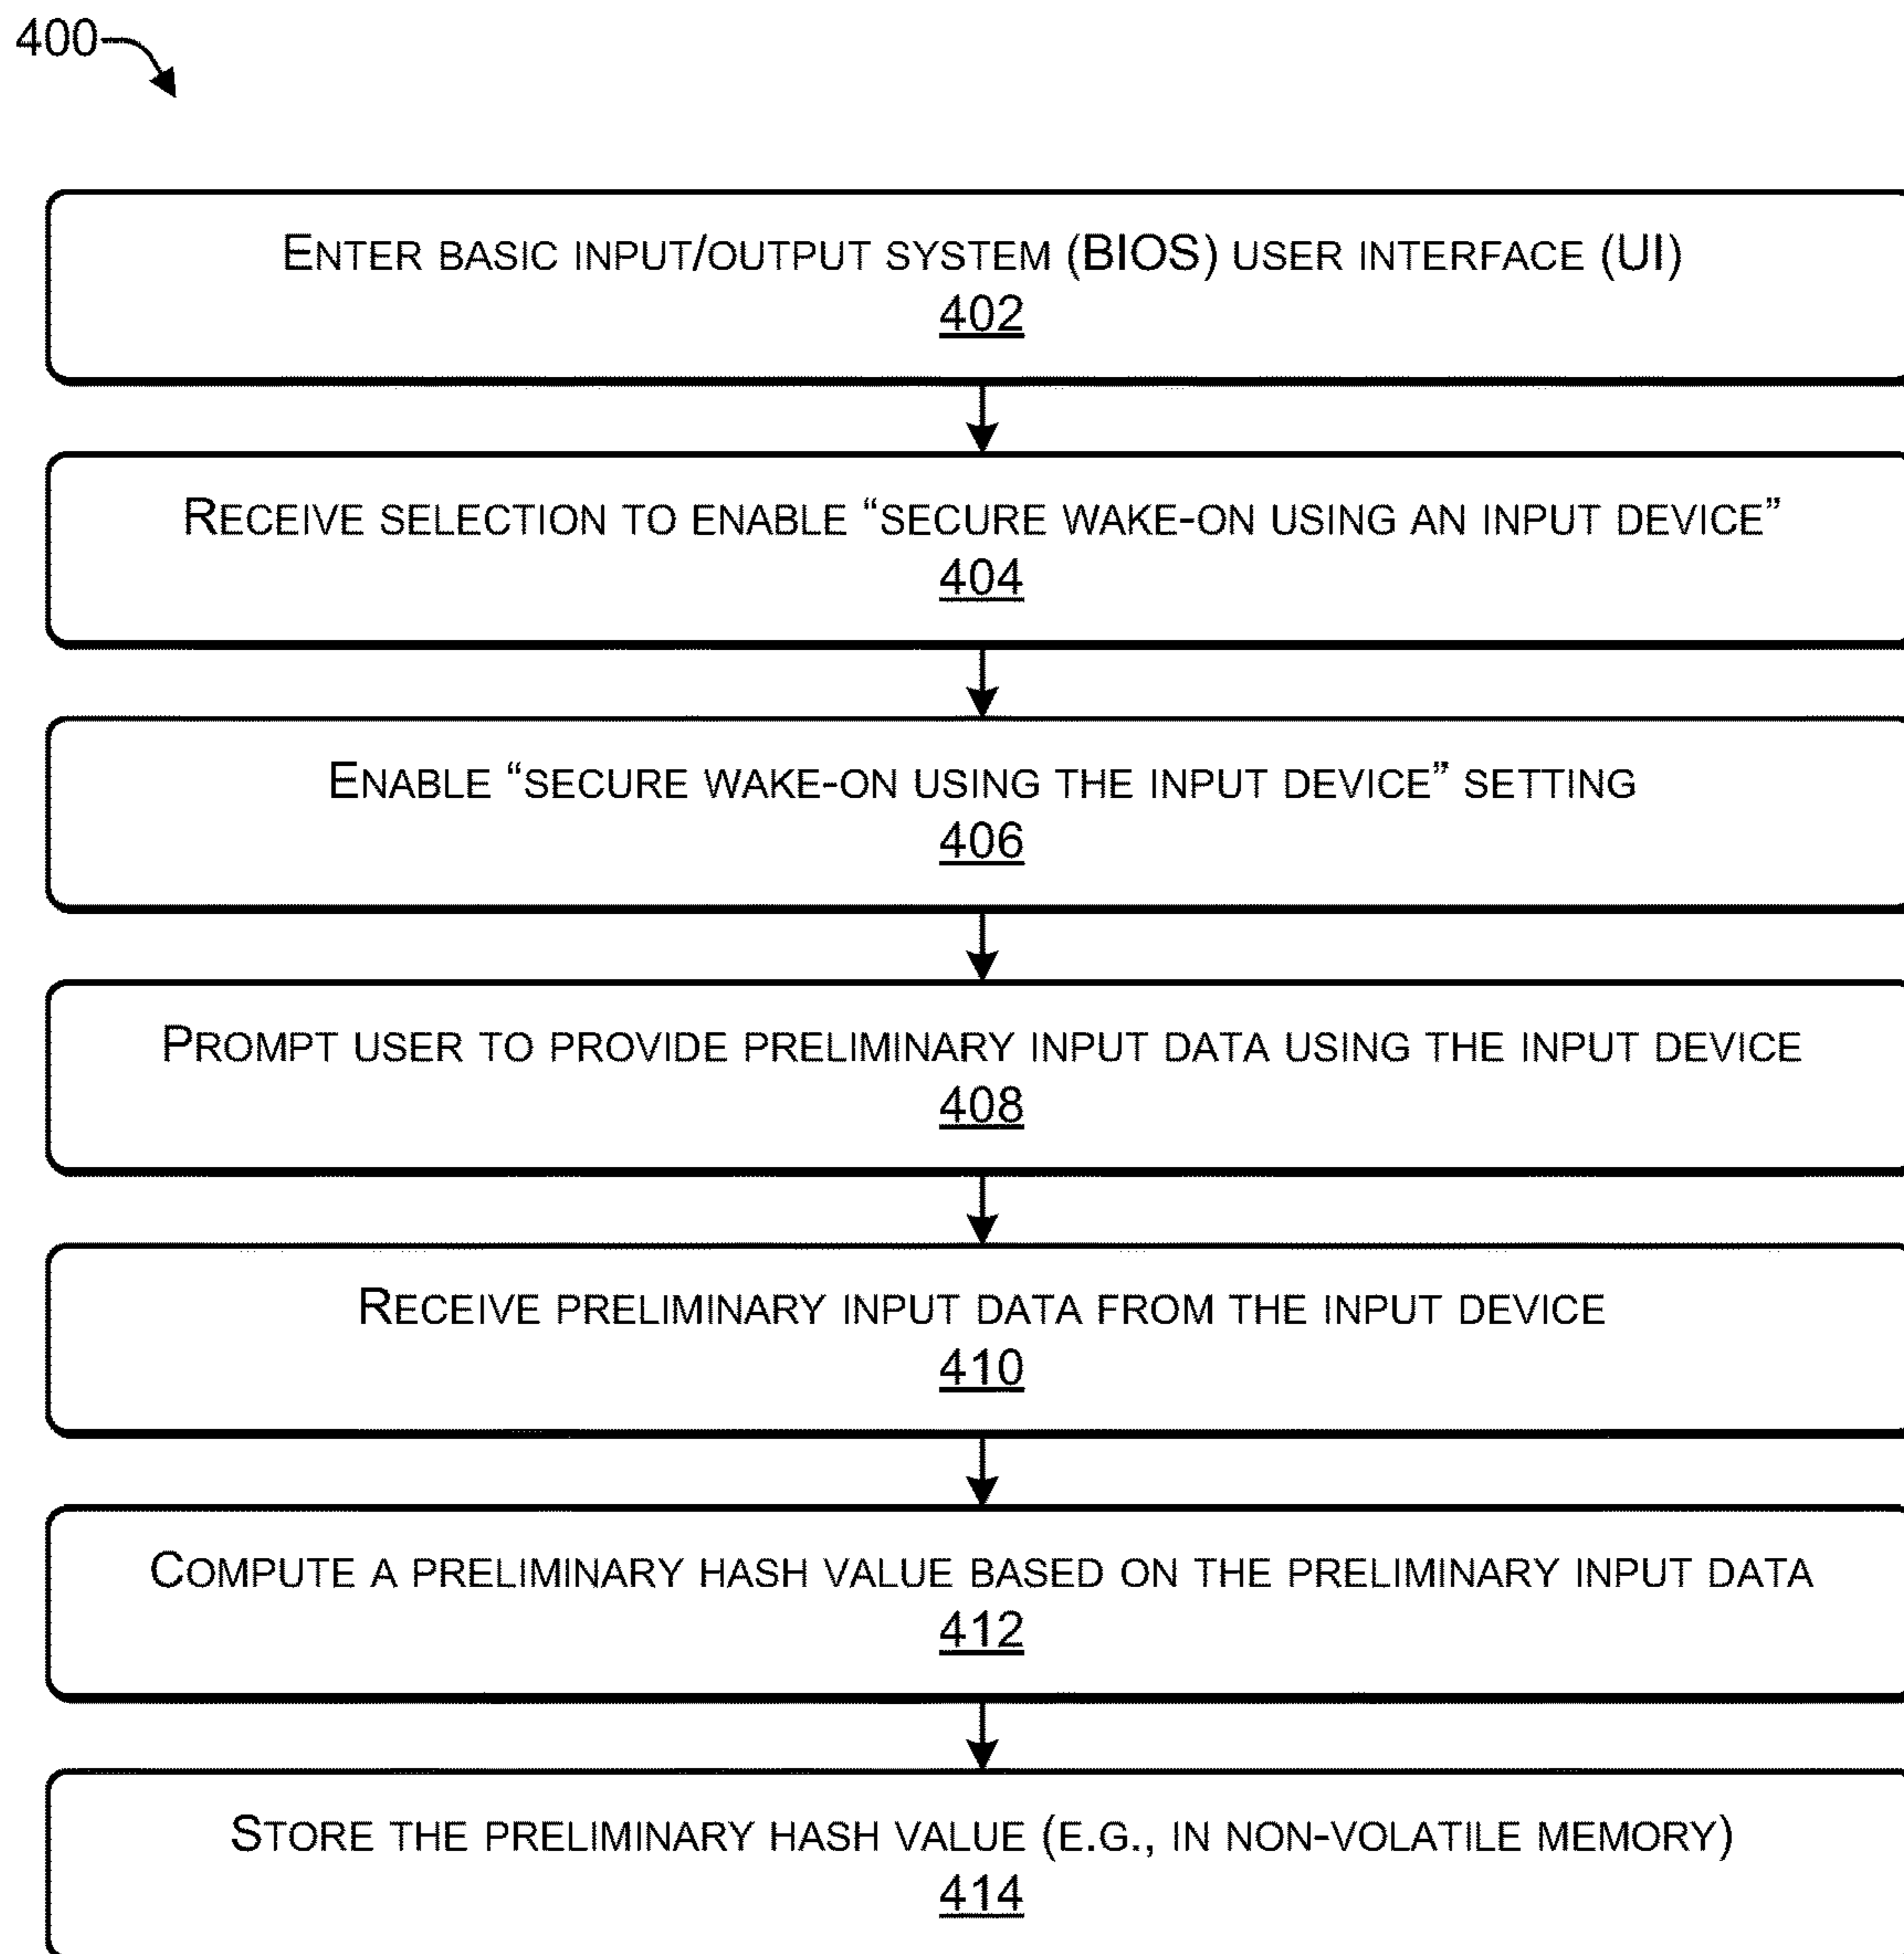 400
ENTER BASIC INPUT/OUTPUT SYSTEM (BIOS) USER INTERFACE (UI)
402
RECEIVE SELECTION TO ENABLE “SECURE WAKE-ON USING AN INPUT DEVICE”
404
ENABLE “SECURE WAKE-ON USING THE INPUT DEVICE” SETTING
406
PROMPT USER TO PROVIDE PRELIMINARY INPUT DATA USING THE INPUT DEVICE
408
RECEIVE PRELIMINARY INPUT DATA FROM THE INPUT DEVICE
410
COMPUTE A PRELIMINARY HASH VALUE BASED ON THE PRELIMINARY INPUT DATA
412
STORE THE PRELIMINARY HASH VALUE (E.G., IN NON-VOLATILE MEMORY)
414